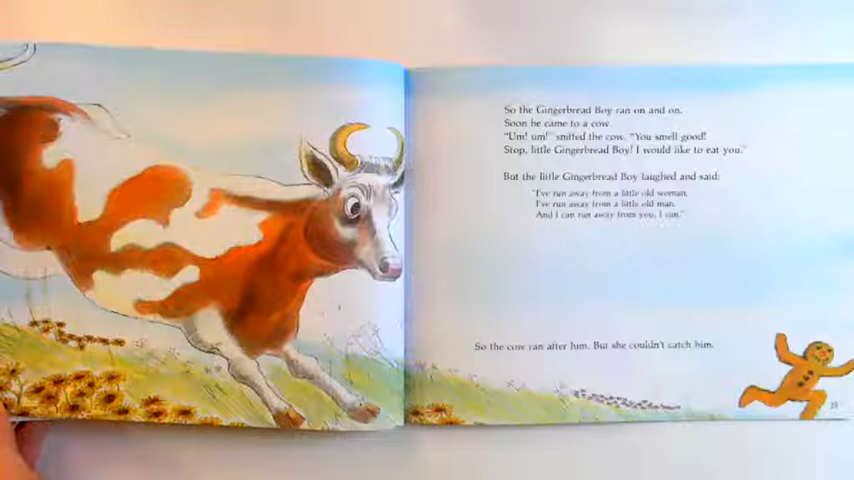 So the Gingerbread Boy ran on and on.
Soon he came to a cow.
"Um! um!" sniffed the cow. "You smell good!
Stop, little Gingerbread Boy! I would like to eat you."
But the little Gingerbread Boy laughed and said:
"I've run away from a little old woman,
I've run away from a little old man,
And I can run away from you, I can."
So the cow ran after him. But she couldn't catch him.